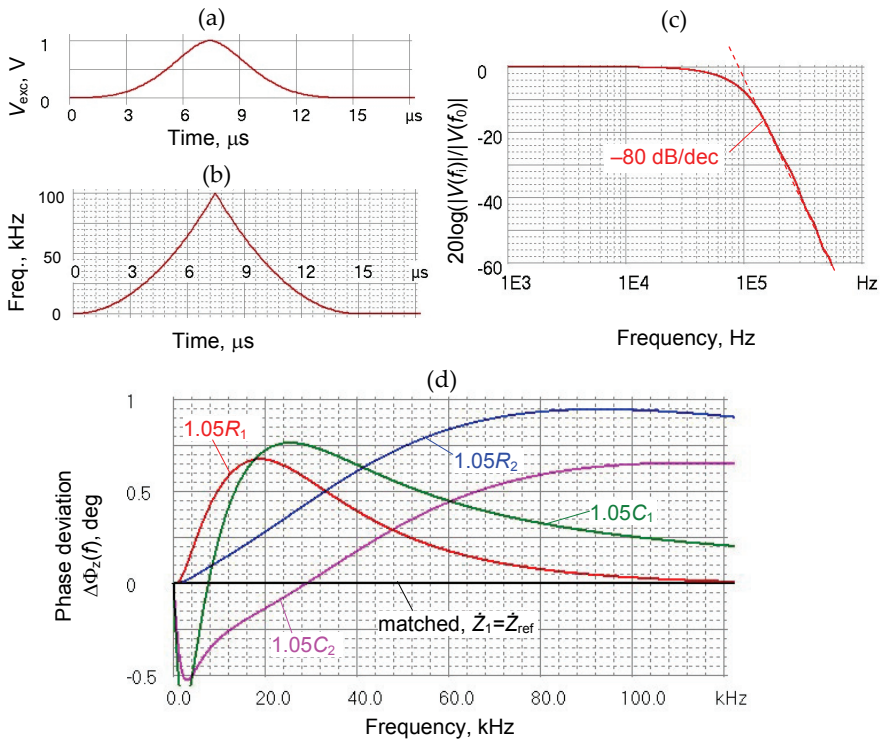 (a)
V_exc, V
1
0
0 3 6 9 12 15 μs
Time, μs
(b)
Freq., kHz
100
50
0
0 3 6 9 12 15 μs
Time, μs
(c)
20log(|V(f_i)|/|V(f_0)|
0
-20
-40
-60
–80 dB/dec
1E3 1E4 1E5 Hz
Frequency, Hz
(d)
Phase deviation
ΔΦ_z(f), deg
1
0.5
0
-0.5
1.05R_1
1.05R_2
1.05C_1
matched, Ż_1=Ż_ref
1.05C_2
0.0 20.0 40.0 60.0 80.0 100.0 kHz
Frequency, kHz